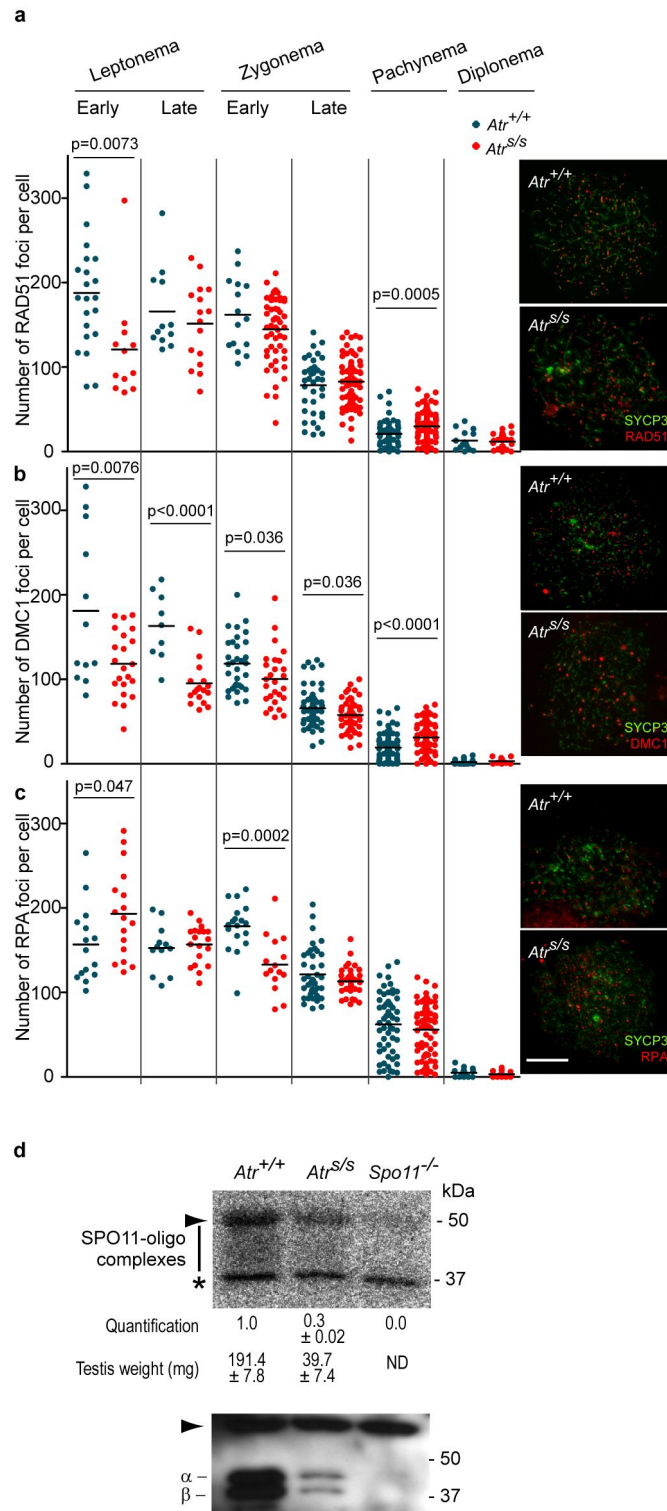 a
Leptonema Zygonema Pachynema Diplonema
Early Late Early Late
Atr+/+
Atrs/s
p=0.0073
p=0.0005
Number of RAD51 foci per cell
300
200
100
0
Atr+/+
Atrs/s
SYCP3
RAD51
b
p=0.0076
p<0.0001
p=0.036
p=0.036
p<0.0001
Number of DMC1 foci per cell
300
200
100
0
Atr+/+
Atrs/s
SYCP3
DMC1
c
p=0.047
p=0.0002
Number of RPA foci per cell
300
200
100
0
Atr+/+
Atrs/s
SYCP3
RPA
d
Atr+/+ Atrs/s Spo11-/-
kDa
- 50
SPO11-oligo
complexes
* - 37
Quantification 1.0 0.3 ± 0.02 0.0
Testis weight (mg) 191.4 ± 7.8 39.7 ± 7.4 ND
- 50
α –
β – - 37